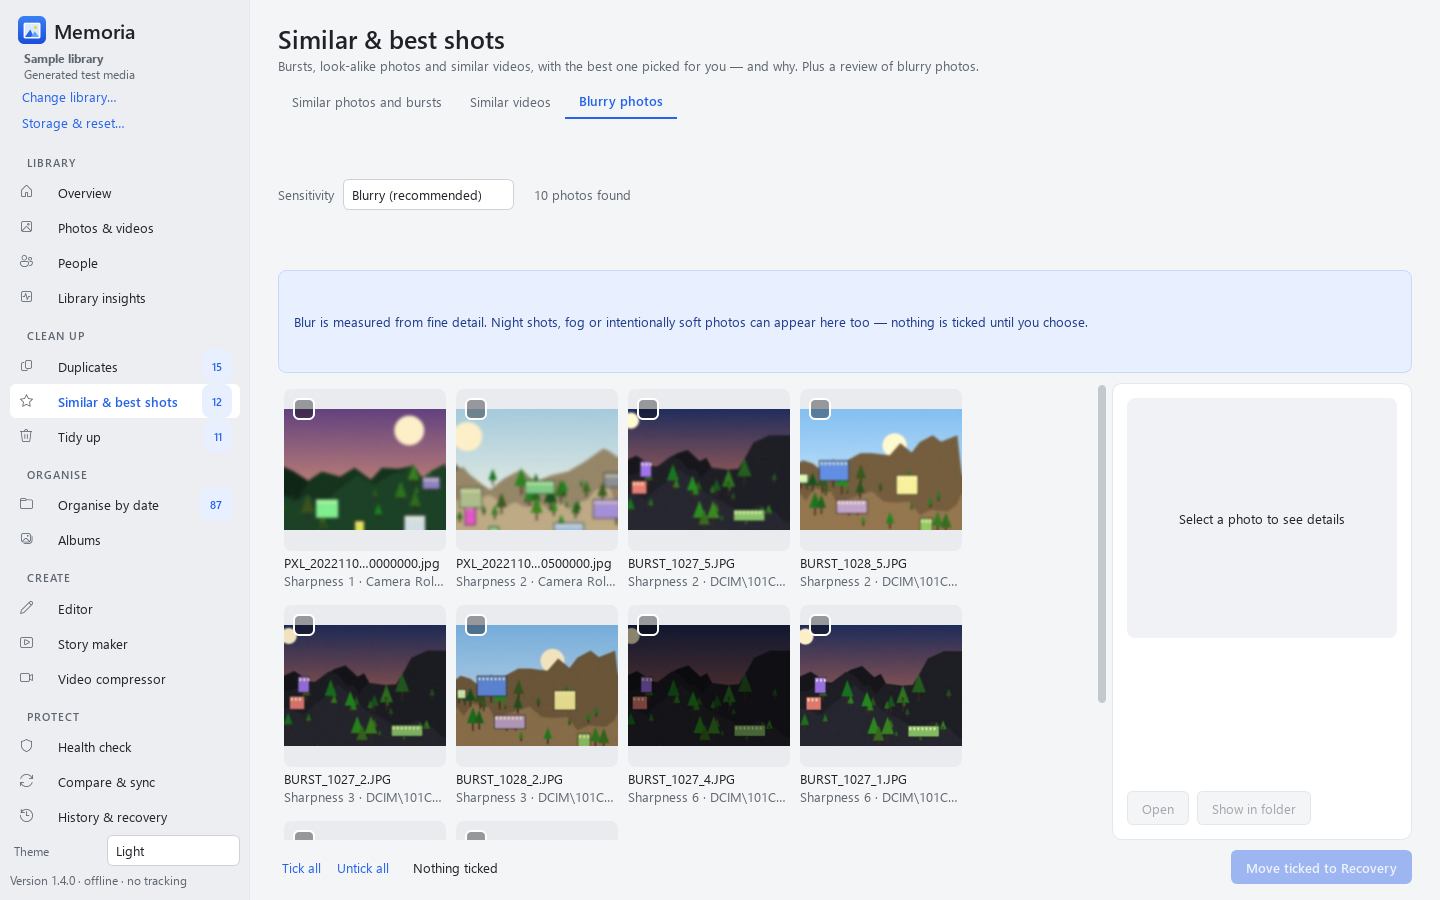 Memoria
Sample library
Generated test media
Change library...
Storage & reset...
LIBRARY
Overview
Photos & videos
People
Library insights
CLEAN UP
Duplicates 15
Similar & best shots 12
Tidy up 11
ORGANISE
Organise by date 87
Albums
CREATE
Editor
Story maker
Video compressor
PROTECT
Health check
Compare & sync
History & recovery
Theme Light
Version 1.4.0 · offline · no tracking
Similar & best shots
Bursts, look-alike photos and similar videos, with the best one picked for you — and why. Plus a review of blurry photos.
Similar photos and bursts Similar videos Blurry photos
Sensitivity Blurry (recommended) 10 photos found
Blur is measured from fine detail. Night shots, fog or intentionally soft photos can appear here too — nothing is ticked until you choose.
PXL_2022110...0000000.jpg PXL_2022110...0500000.jpg BURST_1027_5.JPG BURST_1028_5.JPG
Sharpness 1 · Camera Rol... Sharpness 2 · Camera Rol... Sharpness 2 · DCIM\101C... Sharpness 2 · DCIM\101C...
BURST_1027_2.JPG BURST_1028_2.JPG BURST_1027_4.JPG BURST_1027_1.JPG
Sharpness 3 · DCIM\101C... Sharpness 3 · DCIM\101C... Sharpness 6 · DCIM\101C... Sharpness 6 · DCIM\101C...
Select a photo to see details
Open Show in folder
Tick all Untick all Nothing ticked Move ticked to Recovery